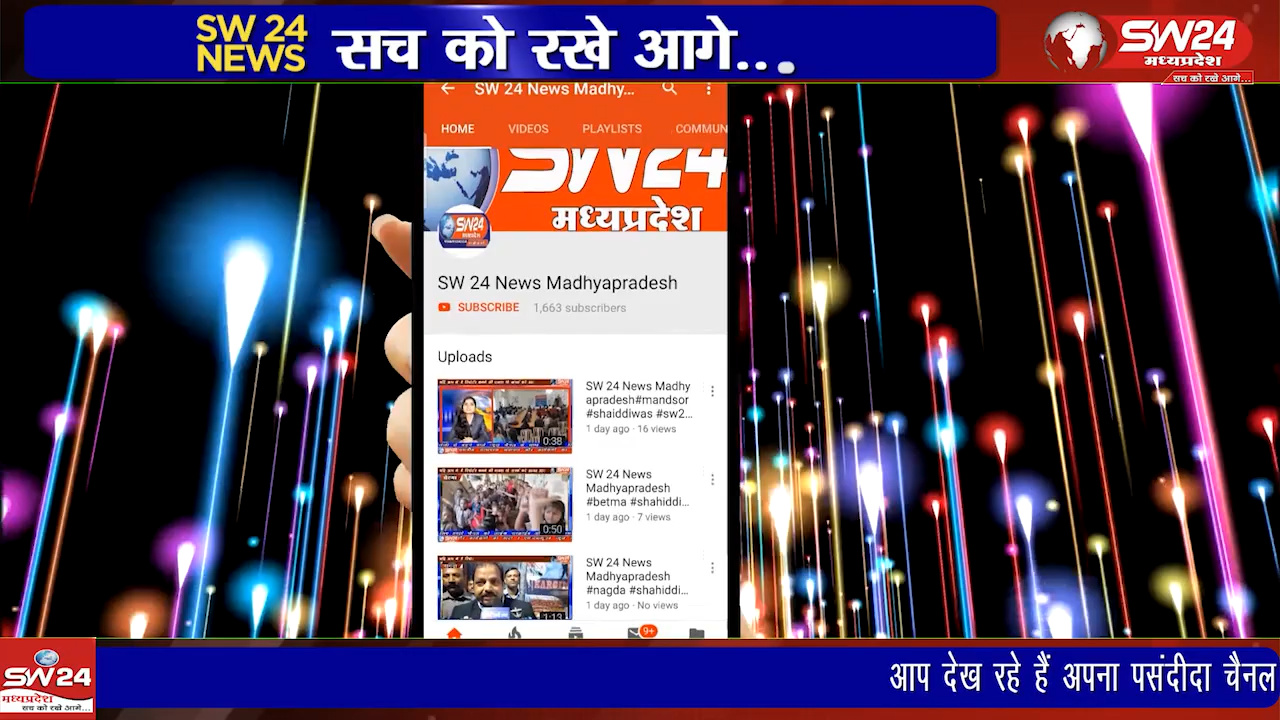 SW 24
NEWS
सच को रखे आगे...
SW24
मध्यप्रदेश
सच को रखे आगे...
SW 24 News Madhy...
HOME VIDEOS PLAYLISTS COMMUN
SW24
मध्यप्रदेश
SW24
SW 24 News Madhyapradesh
SUBSCRIBE 1,663 subscribers
Uploads
SW 24 News Madhy
apradesh#mandsor
#shaiddiwas #sw2...
1 day ago · 16 views
0:38
SW 24 News
Madhyapradesh
#betma #shahiddi...
1 day ago · 7 views
0:50
SW 24 News
Madhyapradesh
#nagda #shahiddi...
1 day ago · No views
1:13
9+
SW24
मध्यप्रदेश
सच को रखे आगे...
आप देख रहे हैं अपना पसंदीदा चैनल